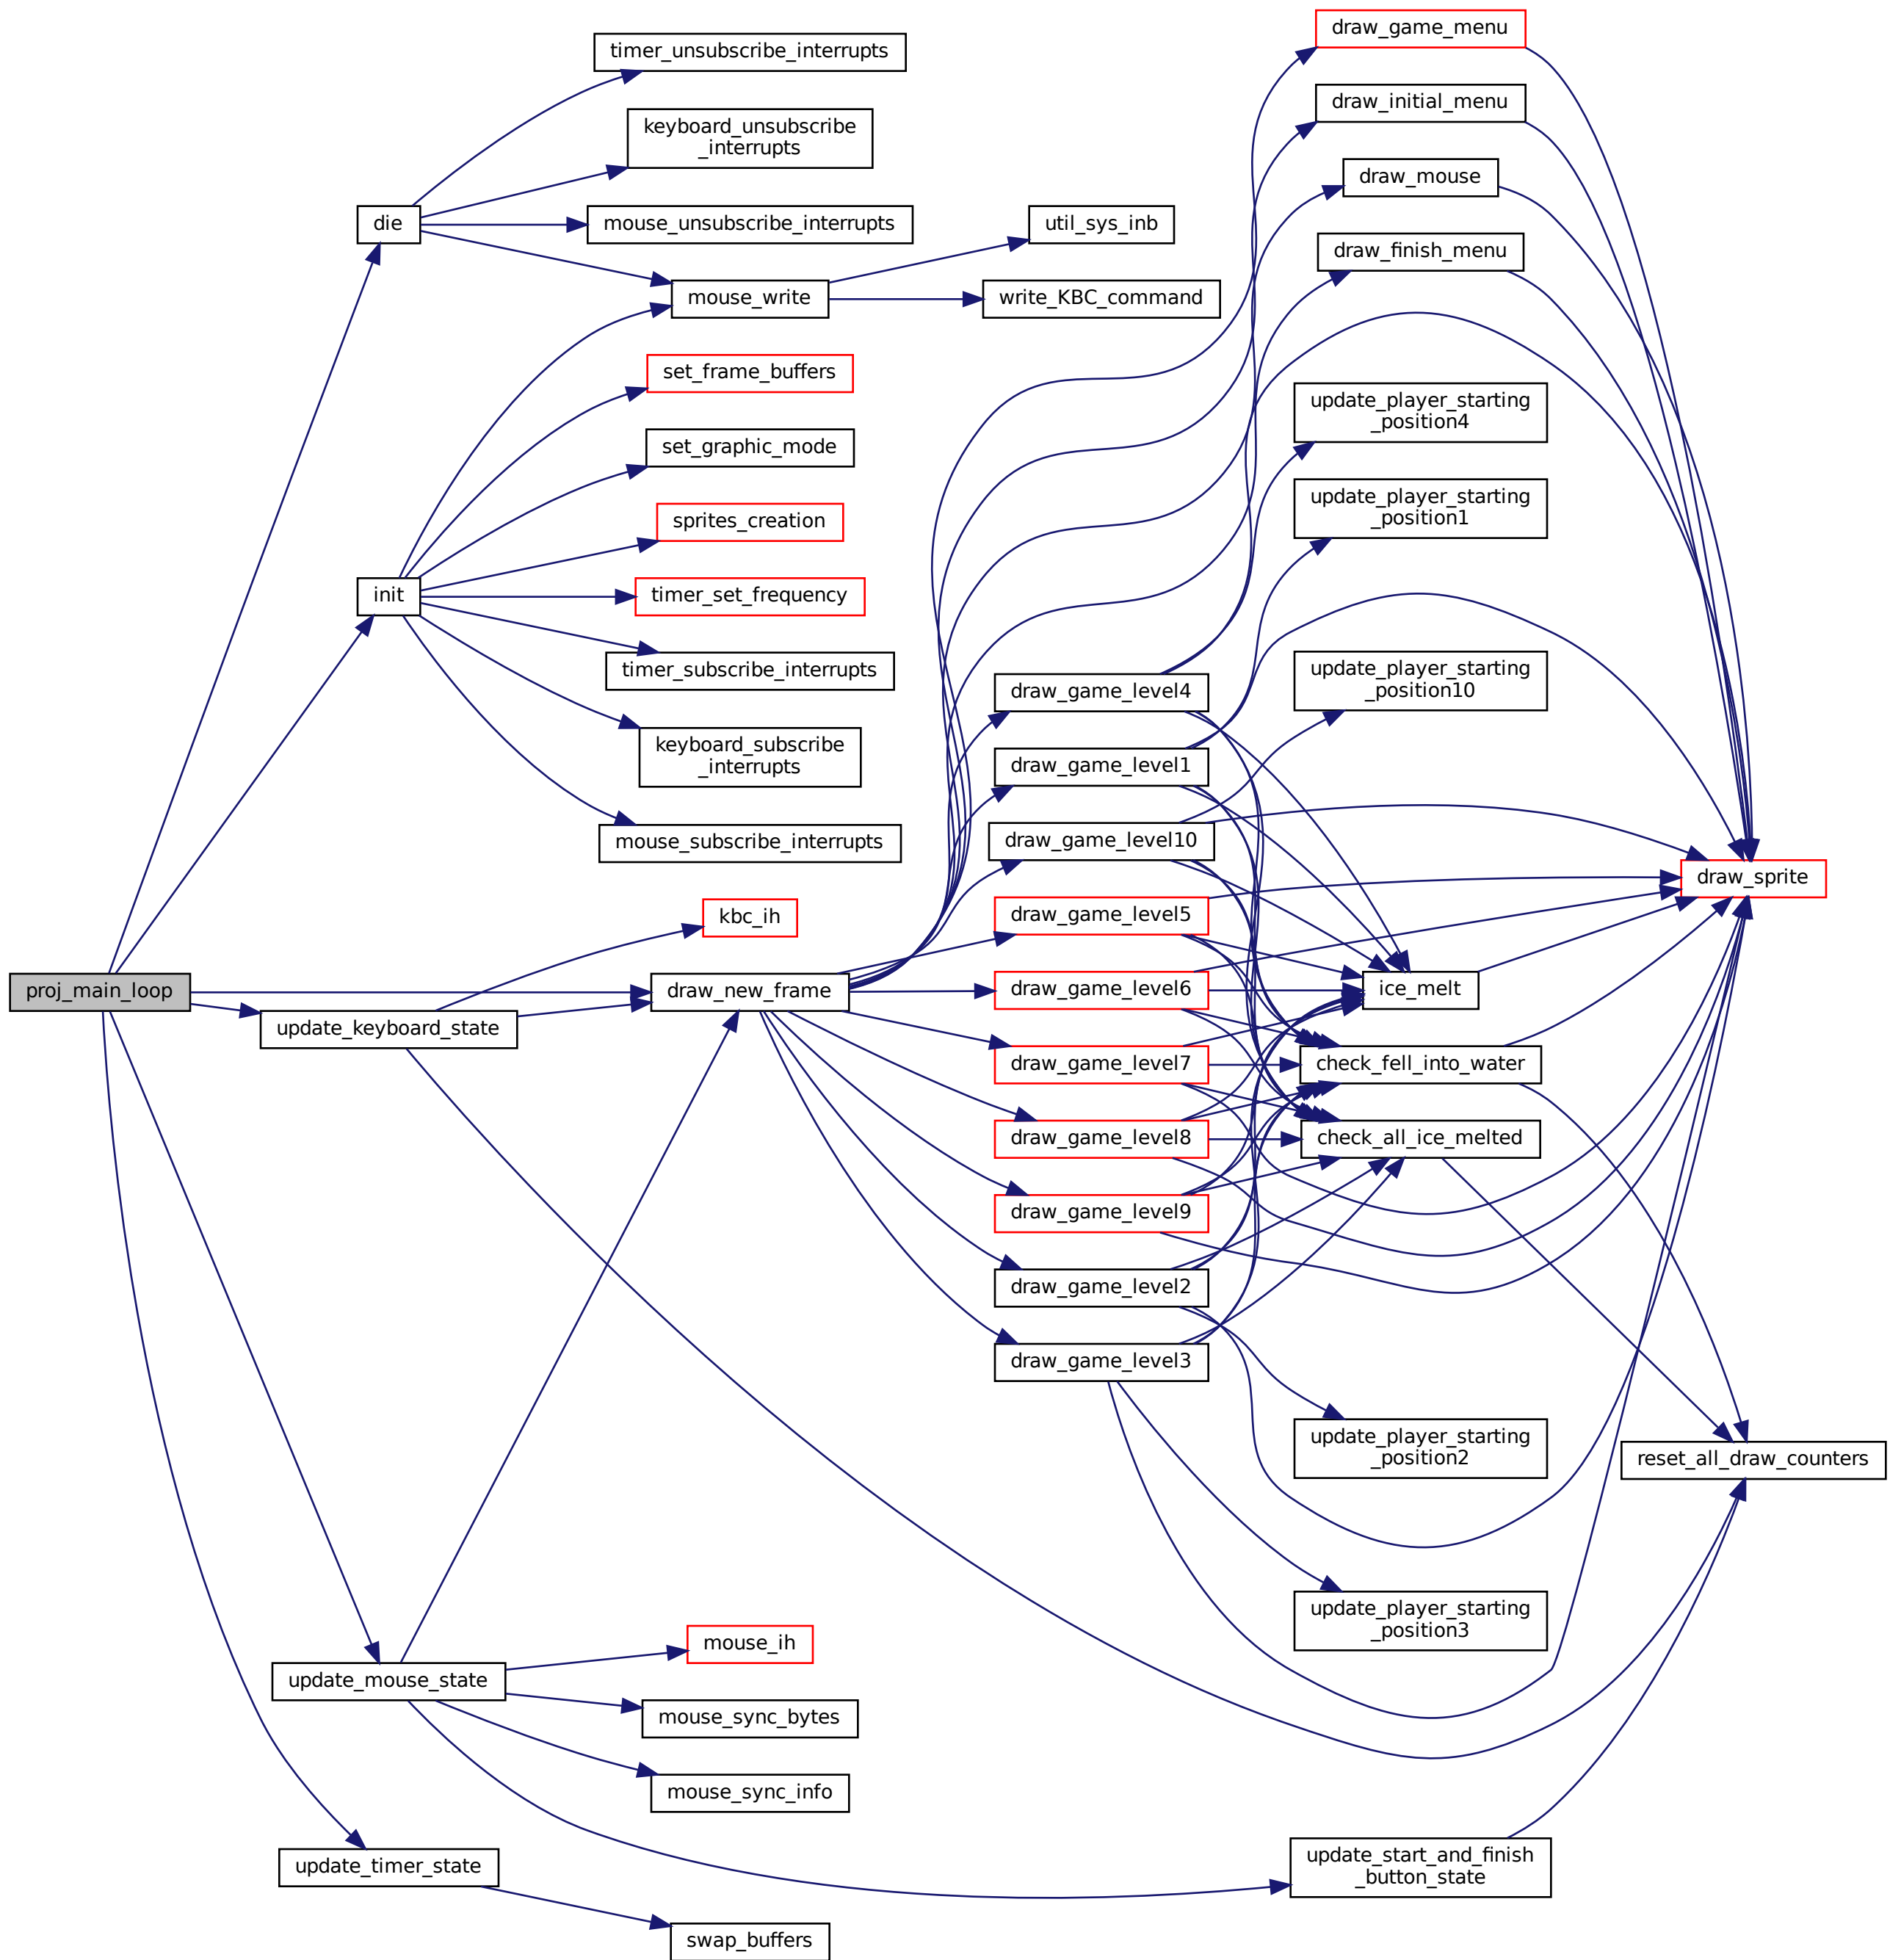 proj_main_loop
die
timer_unsubscribe_interrupts
keyboard_unsubscribe
_interrupts
mouse_unsubscribe_interrupts
mouse_write
util_sys_inb
write_KBC_command
init
set_frame_buffers
set_graphic_mode
sprites_creation
timer_set_frequency
timer_subscribe_interrupts
keyboard_subscribe
_interrupts
mouse_subscribe_interrupts
update_keyboard_state
kbc_ih
draw_new_frame
draw_game_menu
draw_initial_menu
draw_mouse
draw_finish_menu
draw_game_level4
draw_game_level1
draw_game_level10
draw_game_level5
draw_game_level6
draw_game_level7
draw_game_level8
draw_game_level9
draw_game_level2
draw_game_level3
update_player_starting
_position4
update_player_starting
_position1
update_player_starting
_position10
ice_melt
check_fell_into_water
check_all_ice_melted
update_player_starting
_position2
update_player_starting
_position3
draw_sprite
reset_all_draw_counters
update_mouse_state
mouse_ih
mouse_sync_bytes
mouse_sync_info
update_start_and_finish
_button_state
update_timer_state
swap_buffers